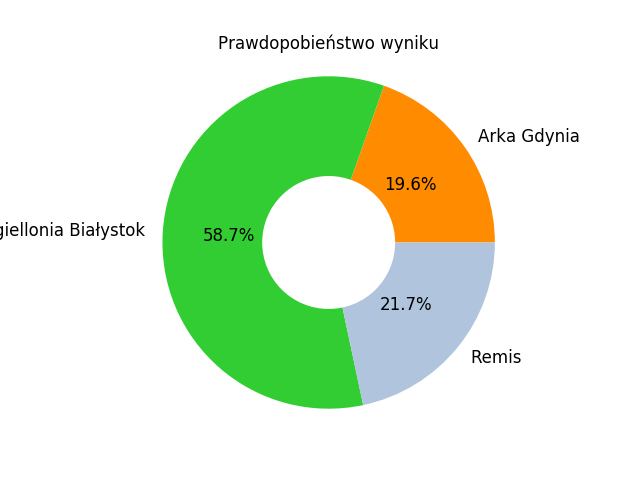 Prawdopobieństwo wyniku
Arka Gdynia
19.6%
giellonia Białystok
58.7%
21.7%
Remis